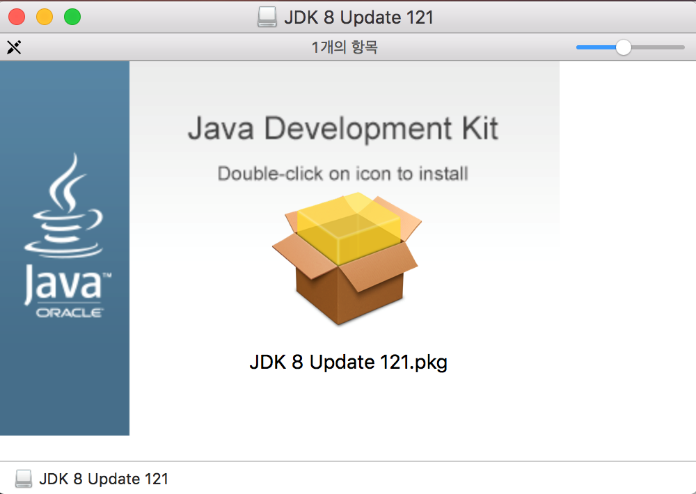 JDK 8 Update 121
1개의 항목
Java Development Kit
Double-click on icon to install
Java™
ORACLE
JDK 8 Update 121.pkg
JDK 8 Update 121